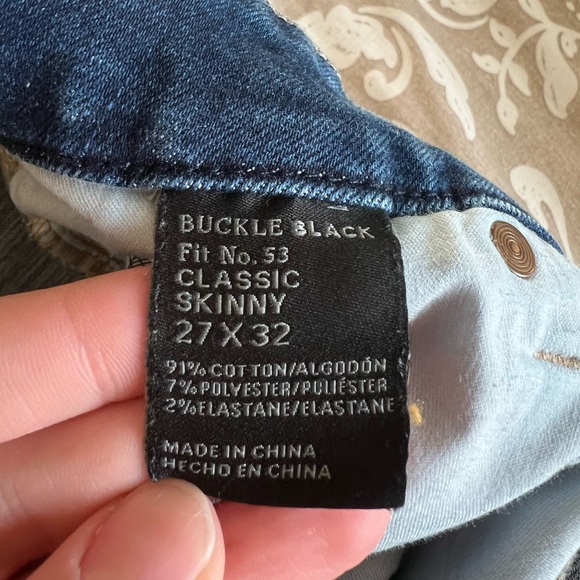 BUCKLE BLACK
Fit No. 53
CLASSIC
SKINNY
27 X 32
91% COTTON/ALGODÓN
7% POLYESTER/PULIÉSTER
2% ELASTANE/ELASTANE
MADE IN CHINA
HECHO EN CHINA